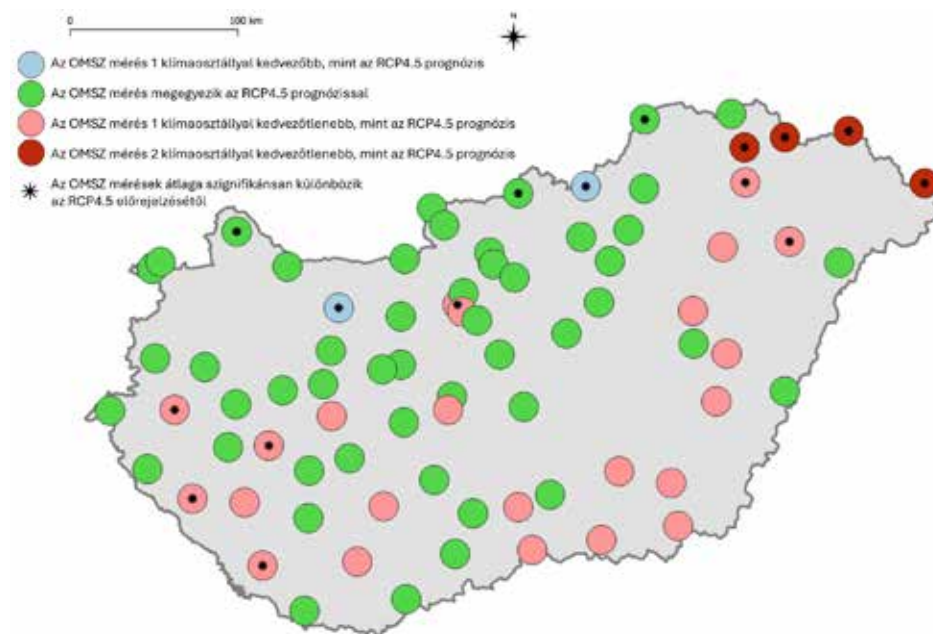 0 100 km
N
Az OMSZ mérés 1 klímaosztállyal kedvezőbb, mint az RCP4.5 prognózis
Az OMSZ mérés megegyezik az RCP4.5 prognózissal
Az OMSZ mérés 1 klímaosztállyal kedvezőtlenebb, mint az RCP4.5 prognózis
Az OMSZ mérés 2 klímaosztállyal kedvezőtlenebb, mint az RCP4.5 prognózis
Az OMSZ mérések átlaga szignifikánsan különbözik
az RCP4.5 előrejelzésétől